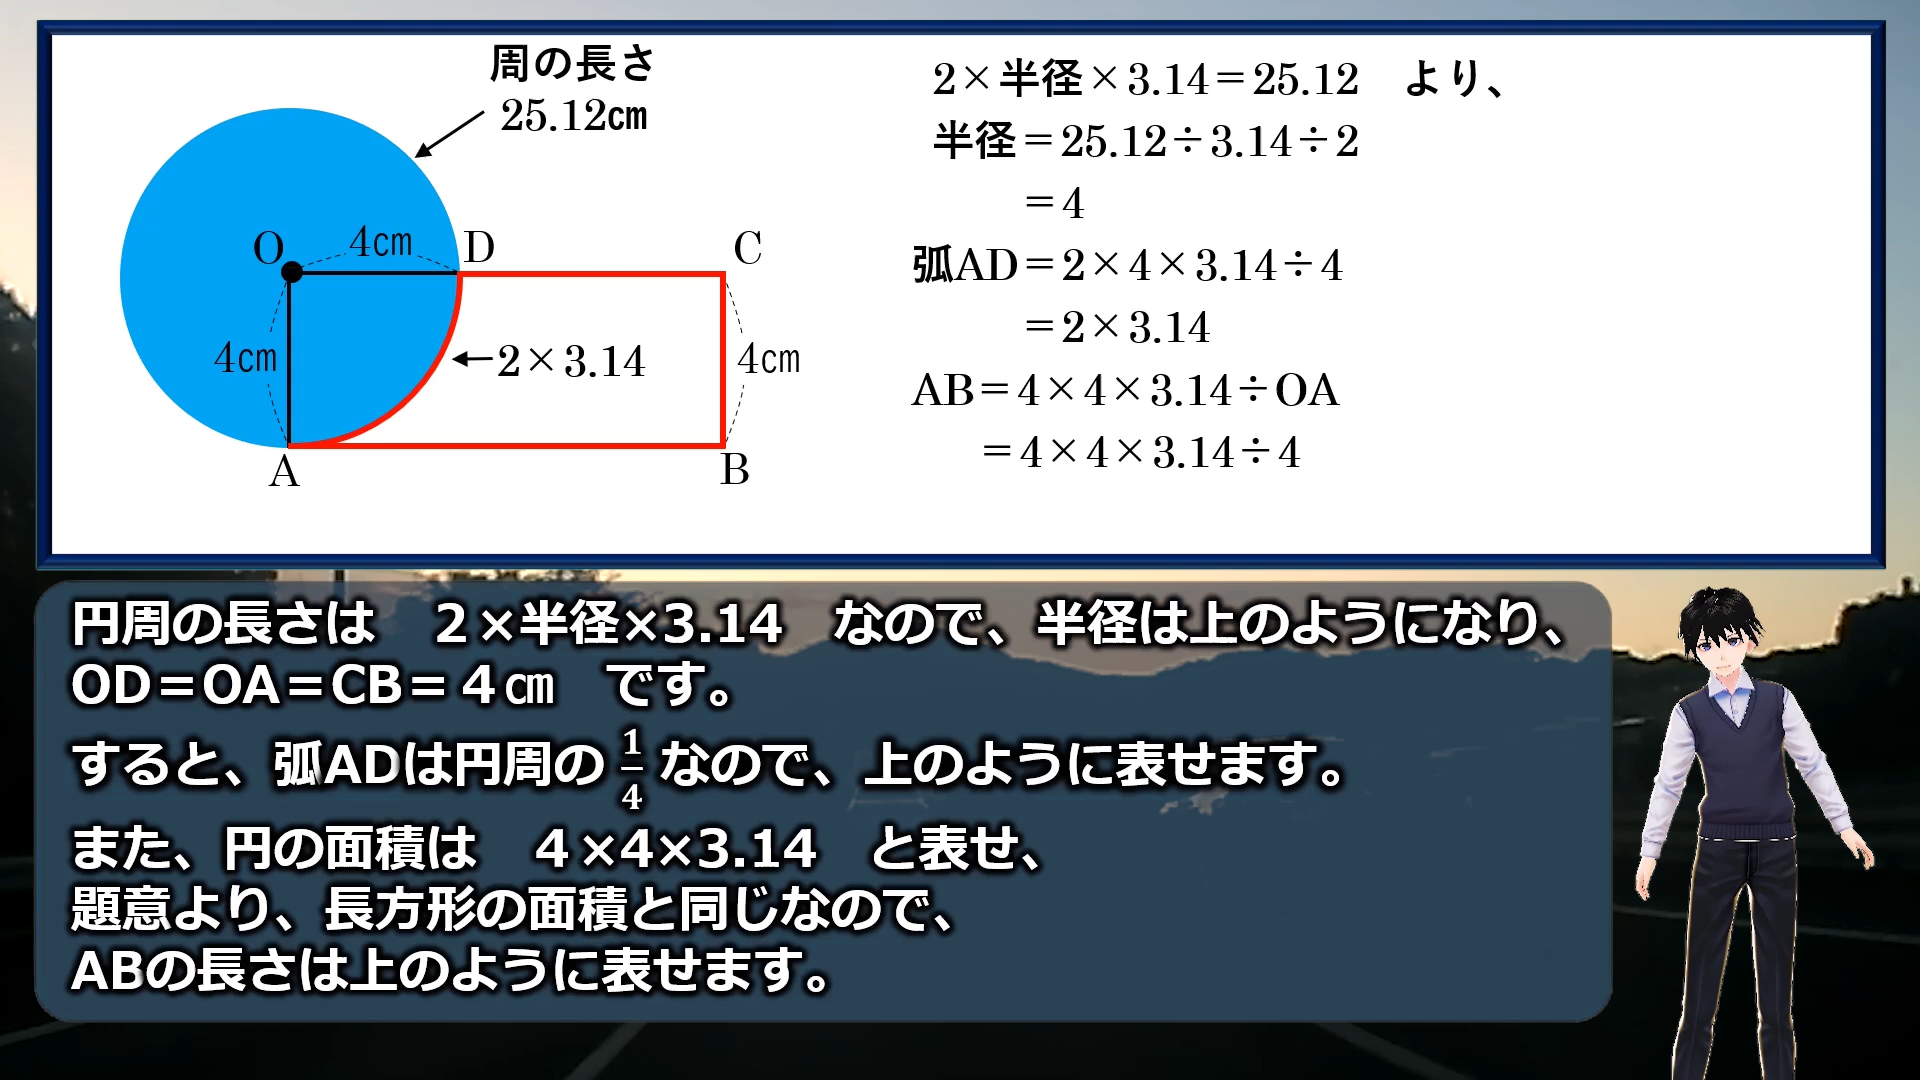 周の長さ
25.12㎝
O
4㎝
D
C
4㎝
2×3.14
4㎝
A
B
2×半径×3.14=25.12　より、
半径=25.12÷3.14÷2
=4
弧AD=2×4×3.14÷4
=2×3.14
AB=4×4×3.14÷OA
=4×4×3.14÷4
円周の長さは　2×半径×3.14　なので、半径は上のようになり、
OD=OA=CB=4㎝　です。
すると、弧ADは円周の 1/4 なので、上のように表せます。
また、円の面積は　4×4×3.14　と表せ、
題意より、長方形の面積と同じなので、
ABの長さは上のように表せます。